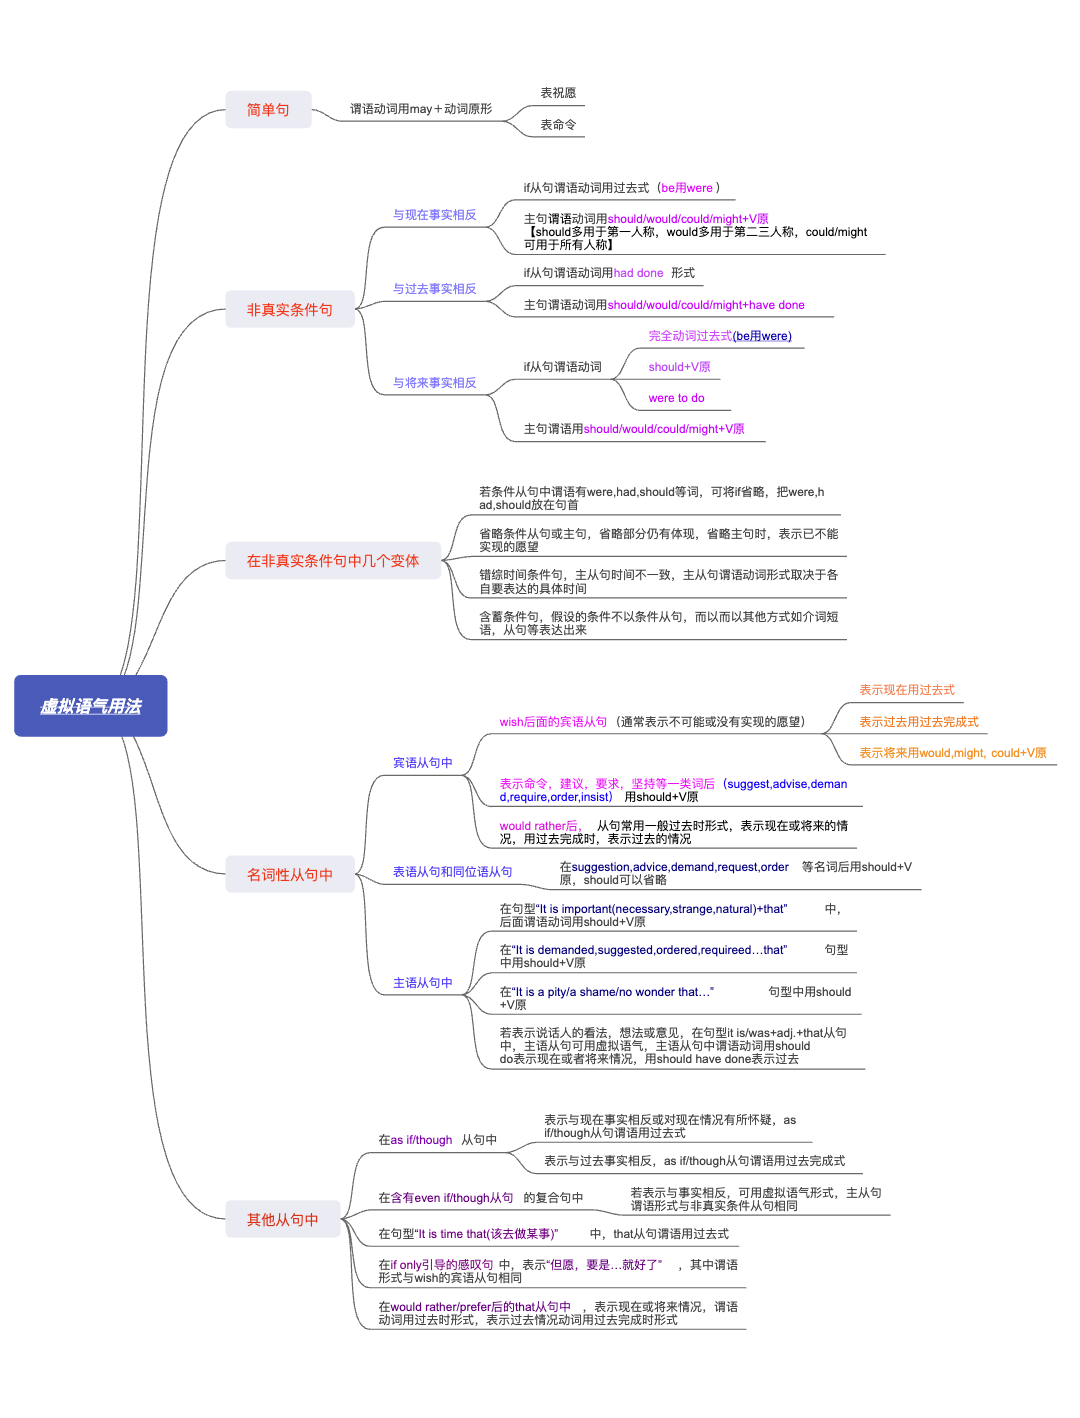 虚拟语气用法
简单句
谓语动词用may＋动词原形
表祝愿
表命令
非真实条件句
与现在事实相反
if从句谓语动词用过去式（be用were ）
主句谓语动词用should/would/could/might+V原
【should多用于第一人称，would多用于第二三人称，could/might
可用于所有人称】
与过去事实相反
if从句谓语动词用had done 形式
主句谓语动词用should/would/could/might+have done
与将来事实相反
if从句谓语动词
完全动词过去式(be用were)
should+V原
were to do
主句谓语用should/would/could/might+V原
在非真实条件句中几个变体
若条件从句中谓语有were,had,should等词，可将if省略，把were,h
ad,should放在句首
省略条件从句或主句，省略部分仍有体现，省略主句时，表示已不能
实现的愿望
错综时间条件句，主从句时间不一致，主从句谓语动词形式取决于各
自要表达的具体时间
含蓄条件句，假设的条件不以条件从句，而以而以其他方式如介词短
语，从句等表达出来
名词性从句中
宾语从句中
wish后面的宾语从句（通常表示不可能或没有实现的愿望）
表示现在用过去式
表示过去用过去完成式
表示将来用would,might, could+V原
表示命令，建议，要求，坚持等一类词后（suggest,advise,deman
d,require,order,insist） 用should+V原
would rather后， 从句常用一般过去时形式，表示现在或将来的情
况，用过去完成时，表示过去的情况
表语从句和同位语从句
在suggestion,advice,demand,request,order 等名词后用should+V
原，should可以省略
主语从句中
在句型“It is important(necessary,strange,natural)+that” 中，
后面谓语动词用should+V原
在“It is demanded,suggested,ordered,requireed…that” 句型
中用should+V原
在“It is a pity/a shame/no wonder that…” 句型中用should
+V原
若表示说话人的看法，想法或意见，在句型it is/was+adj.+that从句
中，主语从句可用虚拟语气，主语从句中谓语动词用should
do表示现在或者将来情况，用should have done表示过去
其他从句中
在as if/though 从句中
表示与现在事实相反或对现在情况有所怀疑，as
if/though从句谓语用过去式
表示与过去事实相反，as if/though从句谓语用过去完成式
在含有even if/though从句 的复合句中
若表示与事实相反，可用虚拟语气形式，主从句
谓语形式与非真实条件从句相同
在句型“It is time that(该去做某事)” 中，that从句谓语用过去式
在if only引导的感叹句 中，表示“但愿，要是…就好了” ，其中谓语
形式与wish的宾语从句相同
在would rather/prefer后的that从句中 ，表示现在或将来情况，谓语
动词用过去时形式，表示过去情况动词用过去完成时形式